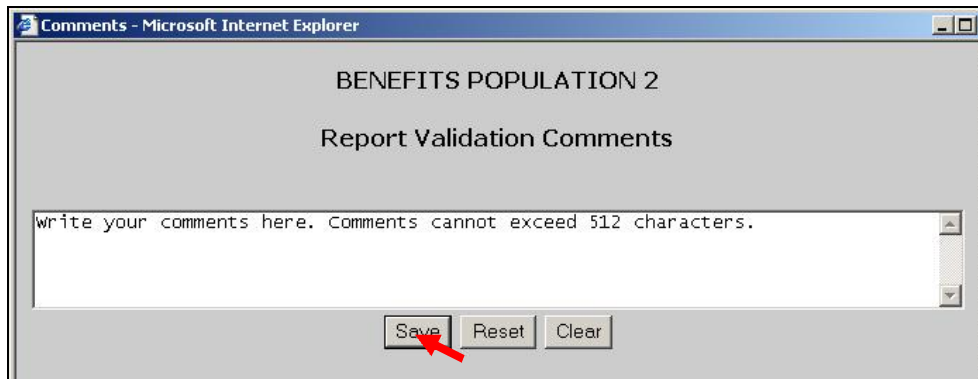 Comments - Microsoft Internet Explorer
BENEFITS POPULATION 2
Report Validation Comments
Write your comments here. Comments cannot exceed 512 characters.
Save Reset Clear